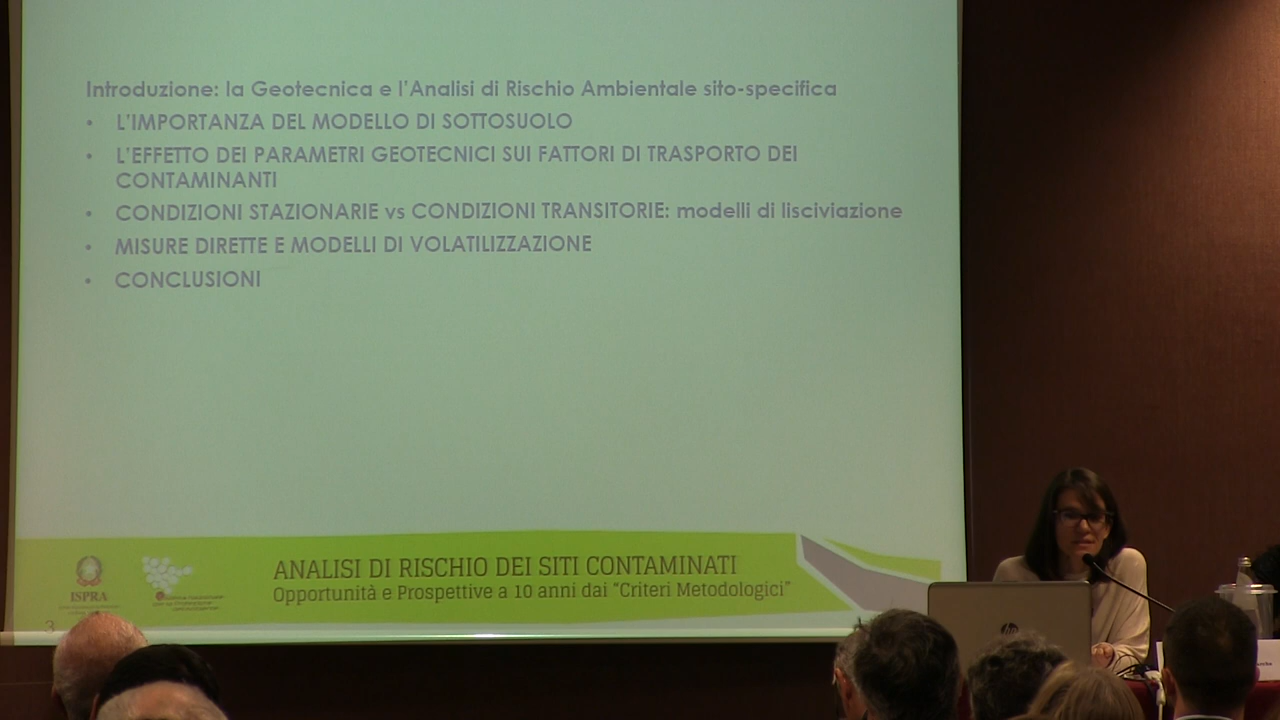 Introduzione: la Geotecnica e l'Analisi di Rischio Ambientale sito-specifica
• L'IMPORTANZA DEL MODELLO DI SOTTOSUOLO
• L'EFFETTO DEI PARAMETRI GEOTECNICI SUI FATTORI DI TRASPORTO DEI
CONTAMINANTI
• CONDIZIONI STAZIONARIE vs CONDIZIONI TRANSITORIE: modelli di lisciviazione
• MISURE DIRETTE E MODELLI DI VOLATILIZZAZIONE
• CONCLUSIONI
ANALISI DI RISCHIO DEI SITI CONTAMINATI
Opportunità e Prospettive a 10 anni dai "Criteri Metodologici"
ISPRA
3
hp